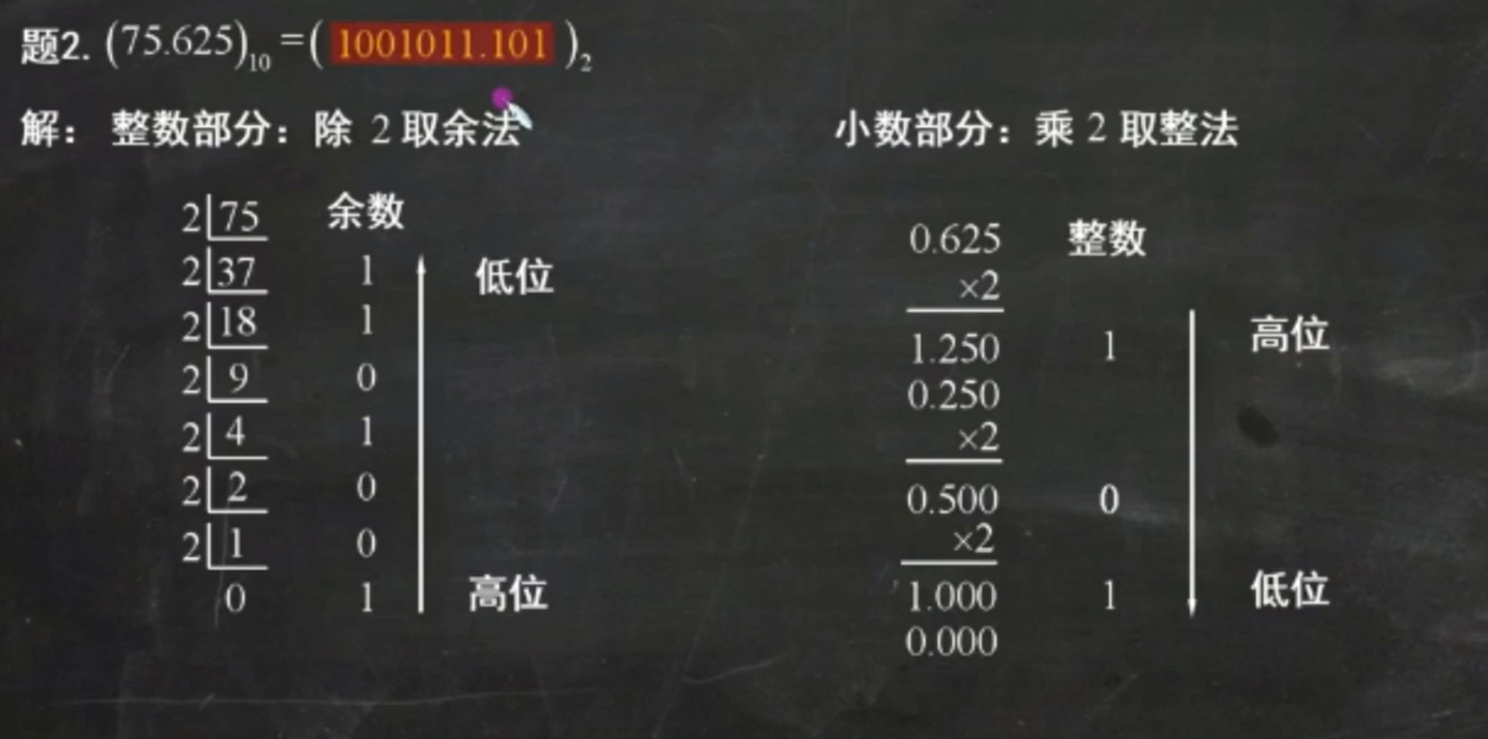 题2. (75.625)₁₀ =( 1001011.101 )₂
解： 整数部分：除 2 取余法
2 75 余数
2 37 1 低位
2 18 1
2 9 0
2 4 1
2 2 0
2 1 0
0 1 高位
小数部分：乘 2 取整法
0.625 整数
×2
1.250 1 高位
0.250
×2
0.500 0
×2
1.000 1 低位
0.000